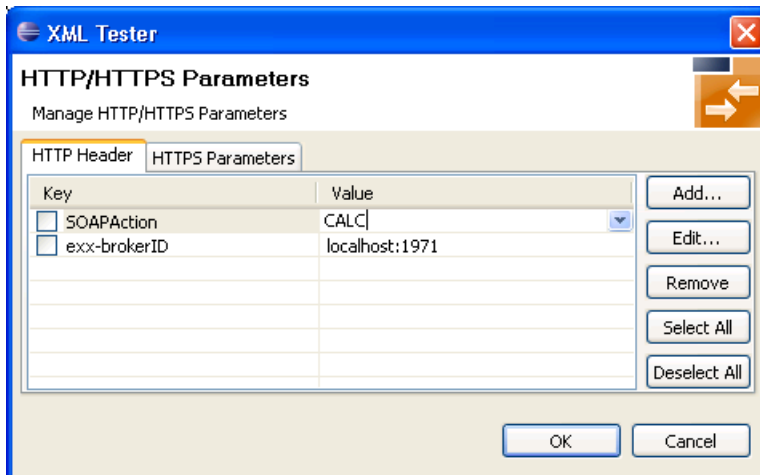 XML Tester
HTTP/HTTPS Parameters
Manage HTTP/HTTPS Parameters
HTTP Header HTTPS Parameters
Key Value Add...
SOAPAction CALC
exx-brokerID localhost:1971 Edit...
Remove
Select All
Deselect All
OK Cancel